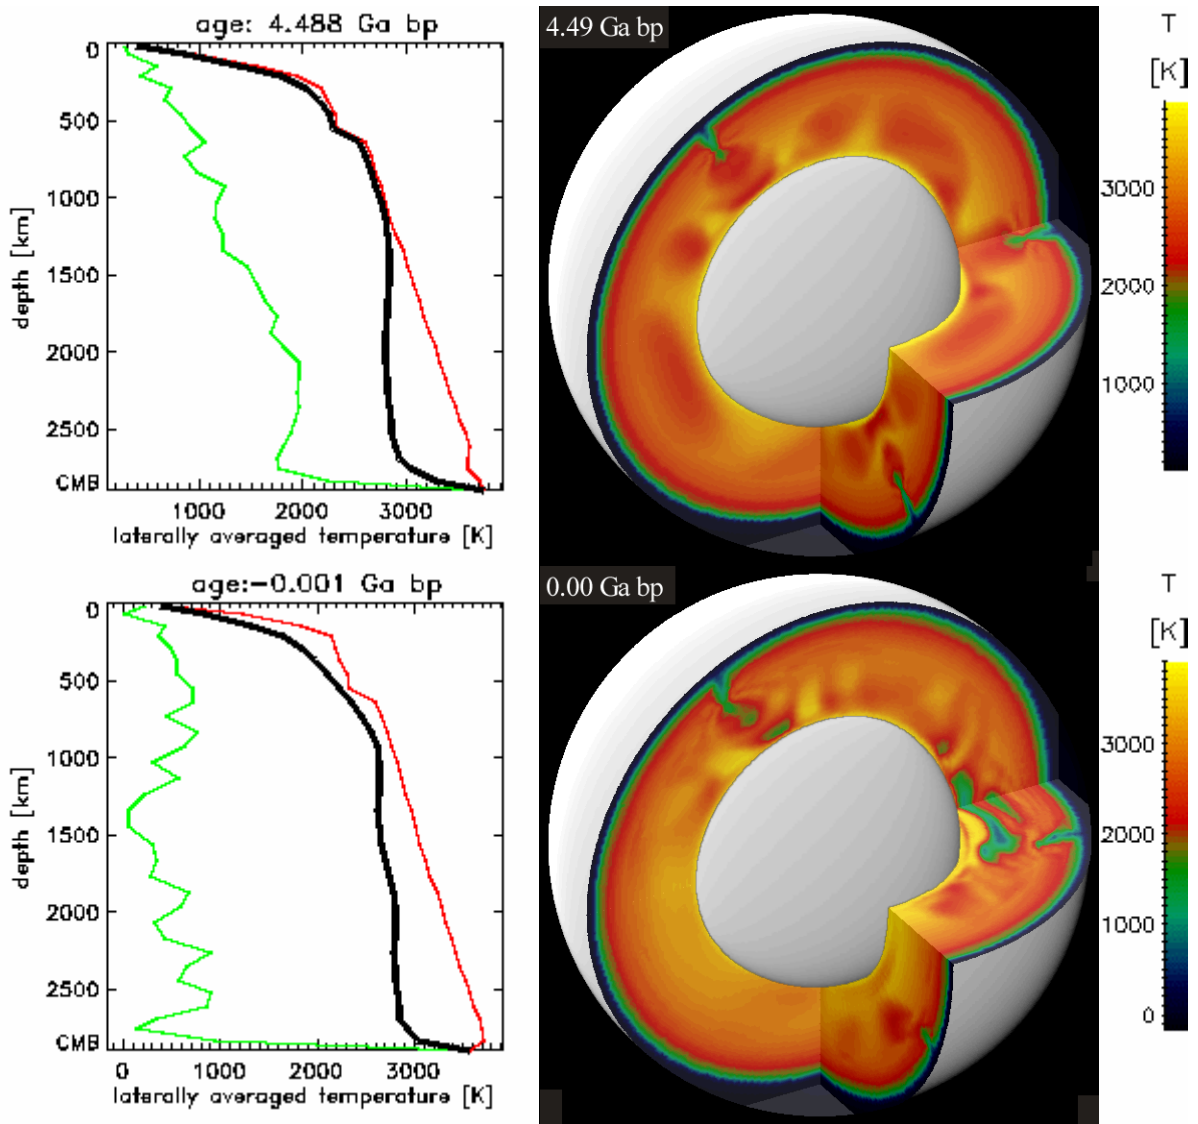 age: 4.488 Ga bp
0
500
1000
1500
2000
2500
CMB
depth [km]
1000 2000 3000
laterally averaged temperature [K]
4.49 Ga bp
T
[K]
3000
2000
1000
age:−0.001 Ga bp
0
500
1000
1500
2000
2500
CMB
depth [km]
0 1000 2000 3000
laterally averaged temperature [K]
0.00 Ga bp
T
[K]
3000
2000
1000
0